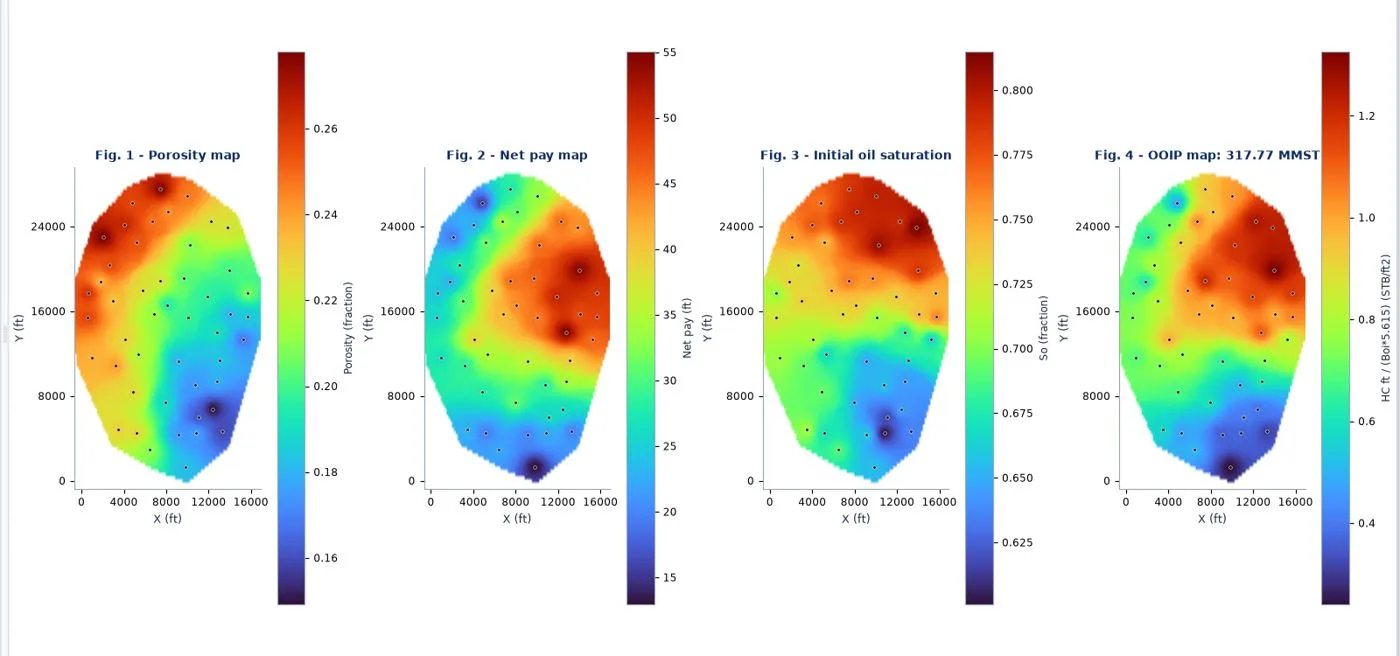 Fig. 1 - Porosity map
24000
16000
8000
0
Y (ft)
0 4000 8000 12000 16000
X (ft)
0.26
0.24
0.22
0.20
0.18
0.16
Porosity (fraction)
Fig. 2 - Net pay map
24000
16000
8000
0
Y (ft)
0 4000 8000 12000 16000
X (ft)
55
50
45
40
35
30
25
20
15
Net pay (ft)
Fig. 3 - Initial oil saturation
24000
16000
8000
0
Y (ft)
0 4000 8000 12000 16000
X (ft)
0.800
0.775
0.750
0.725
0.700
0.675
0.650
0.625
So (fraction)
Fig. 4 - OOIP map: 317.77 MMST
24000
16000
8000
0
Y (ft)
0 4000 8000 12000 16000
X (ft)
1.2
1.0
0.8
0.6
0.4
HC ft / (Boi*5.615) (STB/ft2)